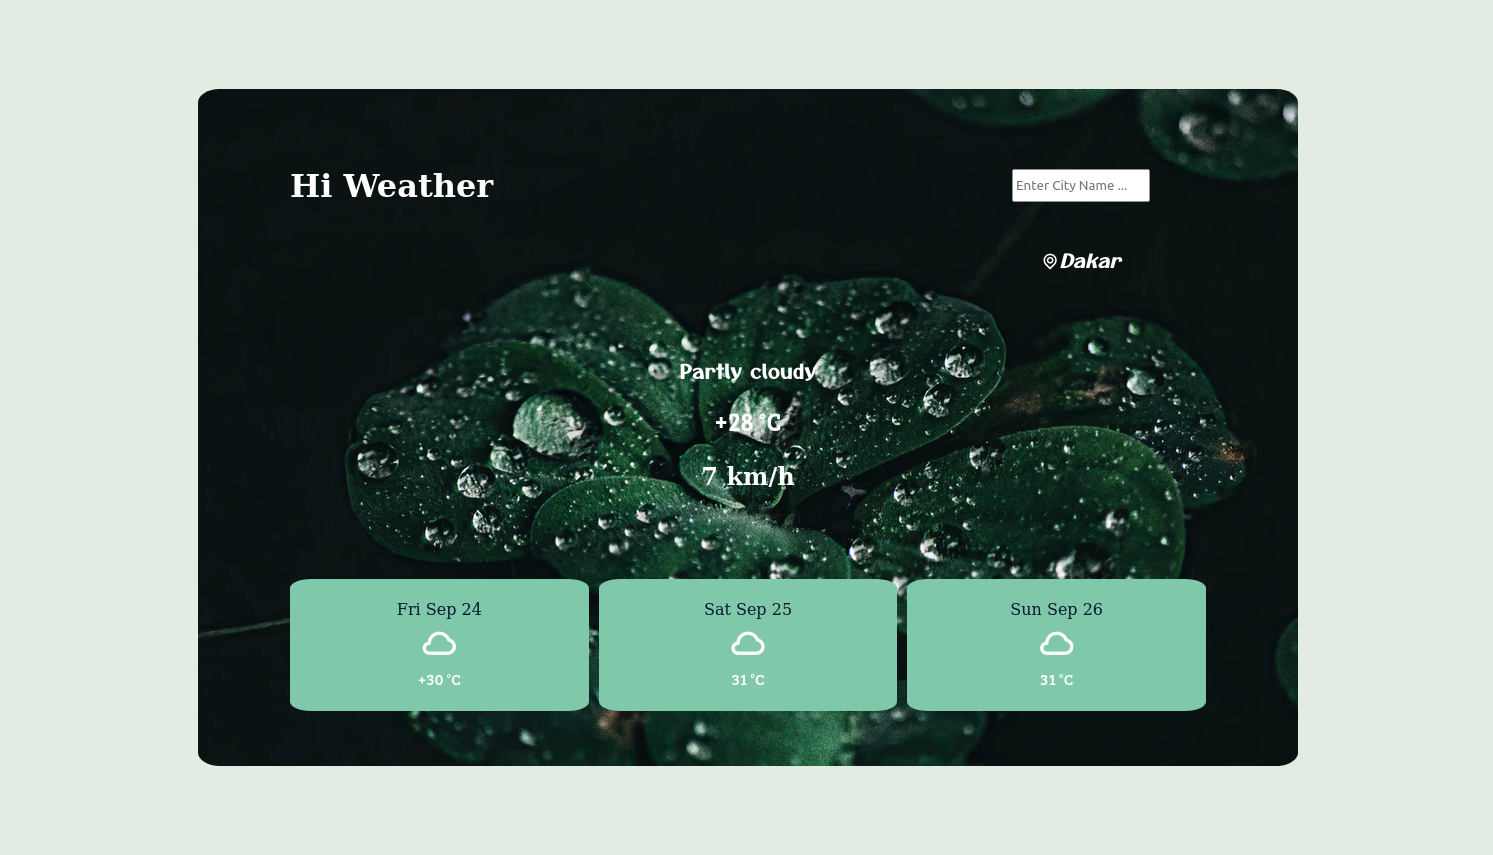 Hi Weather
Enter City Name ...
Dakar
Partly cloudy
+28 °C
7 km/h
Fri Sep 24
+30 °C
Sat Sep 25
31 °C
Sun Sep 26
31 °C